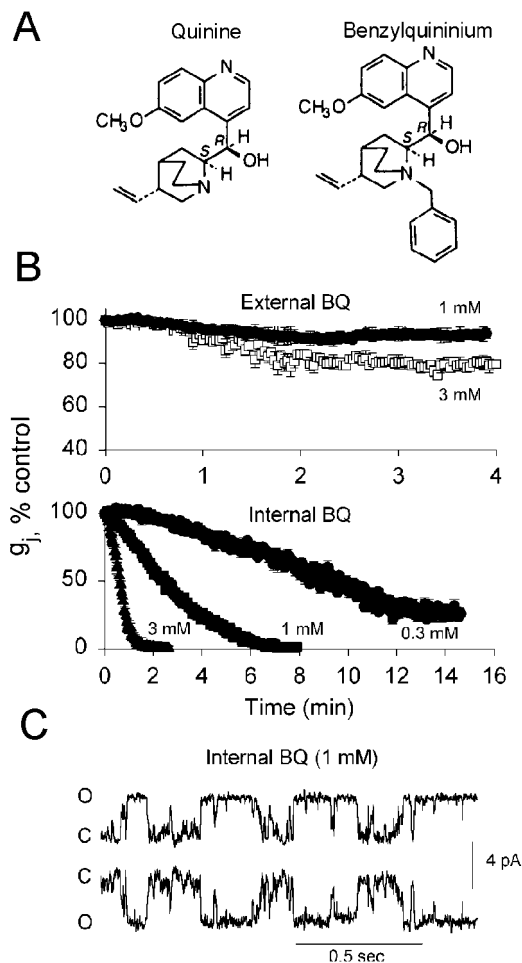 A
Quinine
Benzylquininium
N
N
CH₃O
R
H
OH
S
H
N
CH₃O
R
H
OH
S
H
N
B
External BQ
1 mM
3 mM
100
80
60
40
0
1
2
3
4
gj, % control
Internal BQ
100
50
0
3 mM
1 mM
0.3 mM
0
2
4
6
8
10
12
14
16
Time (min)
C
Internal BQ (1 mM)
O
C
C
O
4 pA
0.5 sec